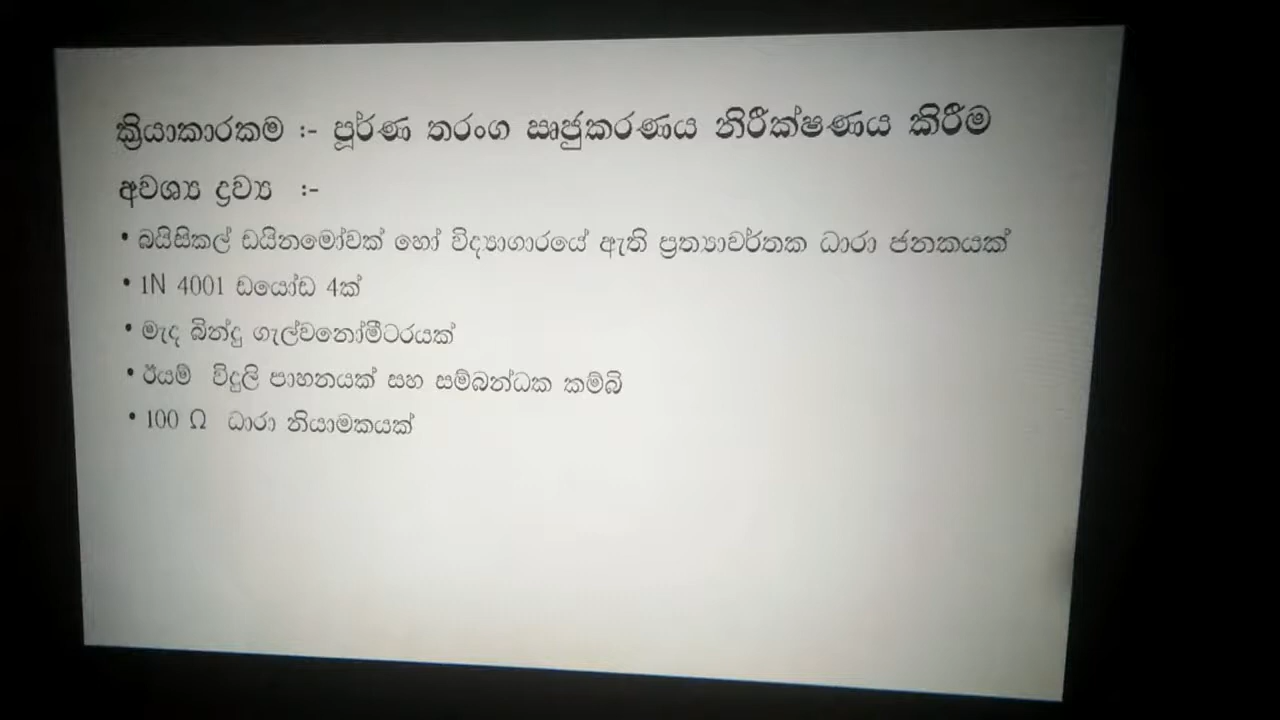 ක්‍රියාකාරකම :- පූර්ණ තරංග සෘජුකරණය නිරීක්ෂණය කිරීම
අවශ්‍ය ද්‍රව්‍ය :-
• බයිසිකල් ඩයිනමෝවක් හෝ විද්‍යාගාරයේ ඇති ප්‍රත්‍යාවර්තක ධාරා ජනකයක්
• 1N 4001 ඩයෝඩ 4ක්
• මැද බින්දු ගැල්වනෝමීටරයක්
• ඊයම් විදුලි පාහනයක් සහ සම්බන්ධක කම්බි
• 100 Ω ධාරා නියාමකයක්